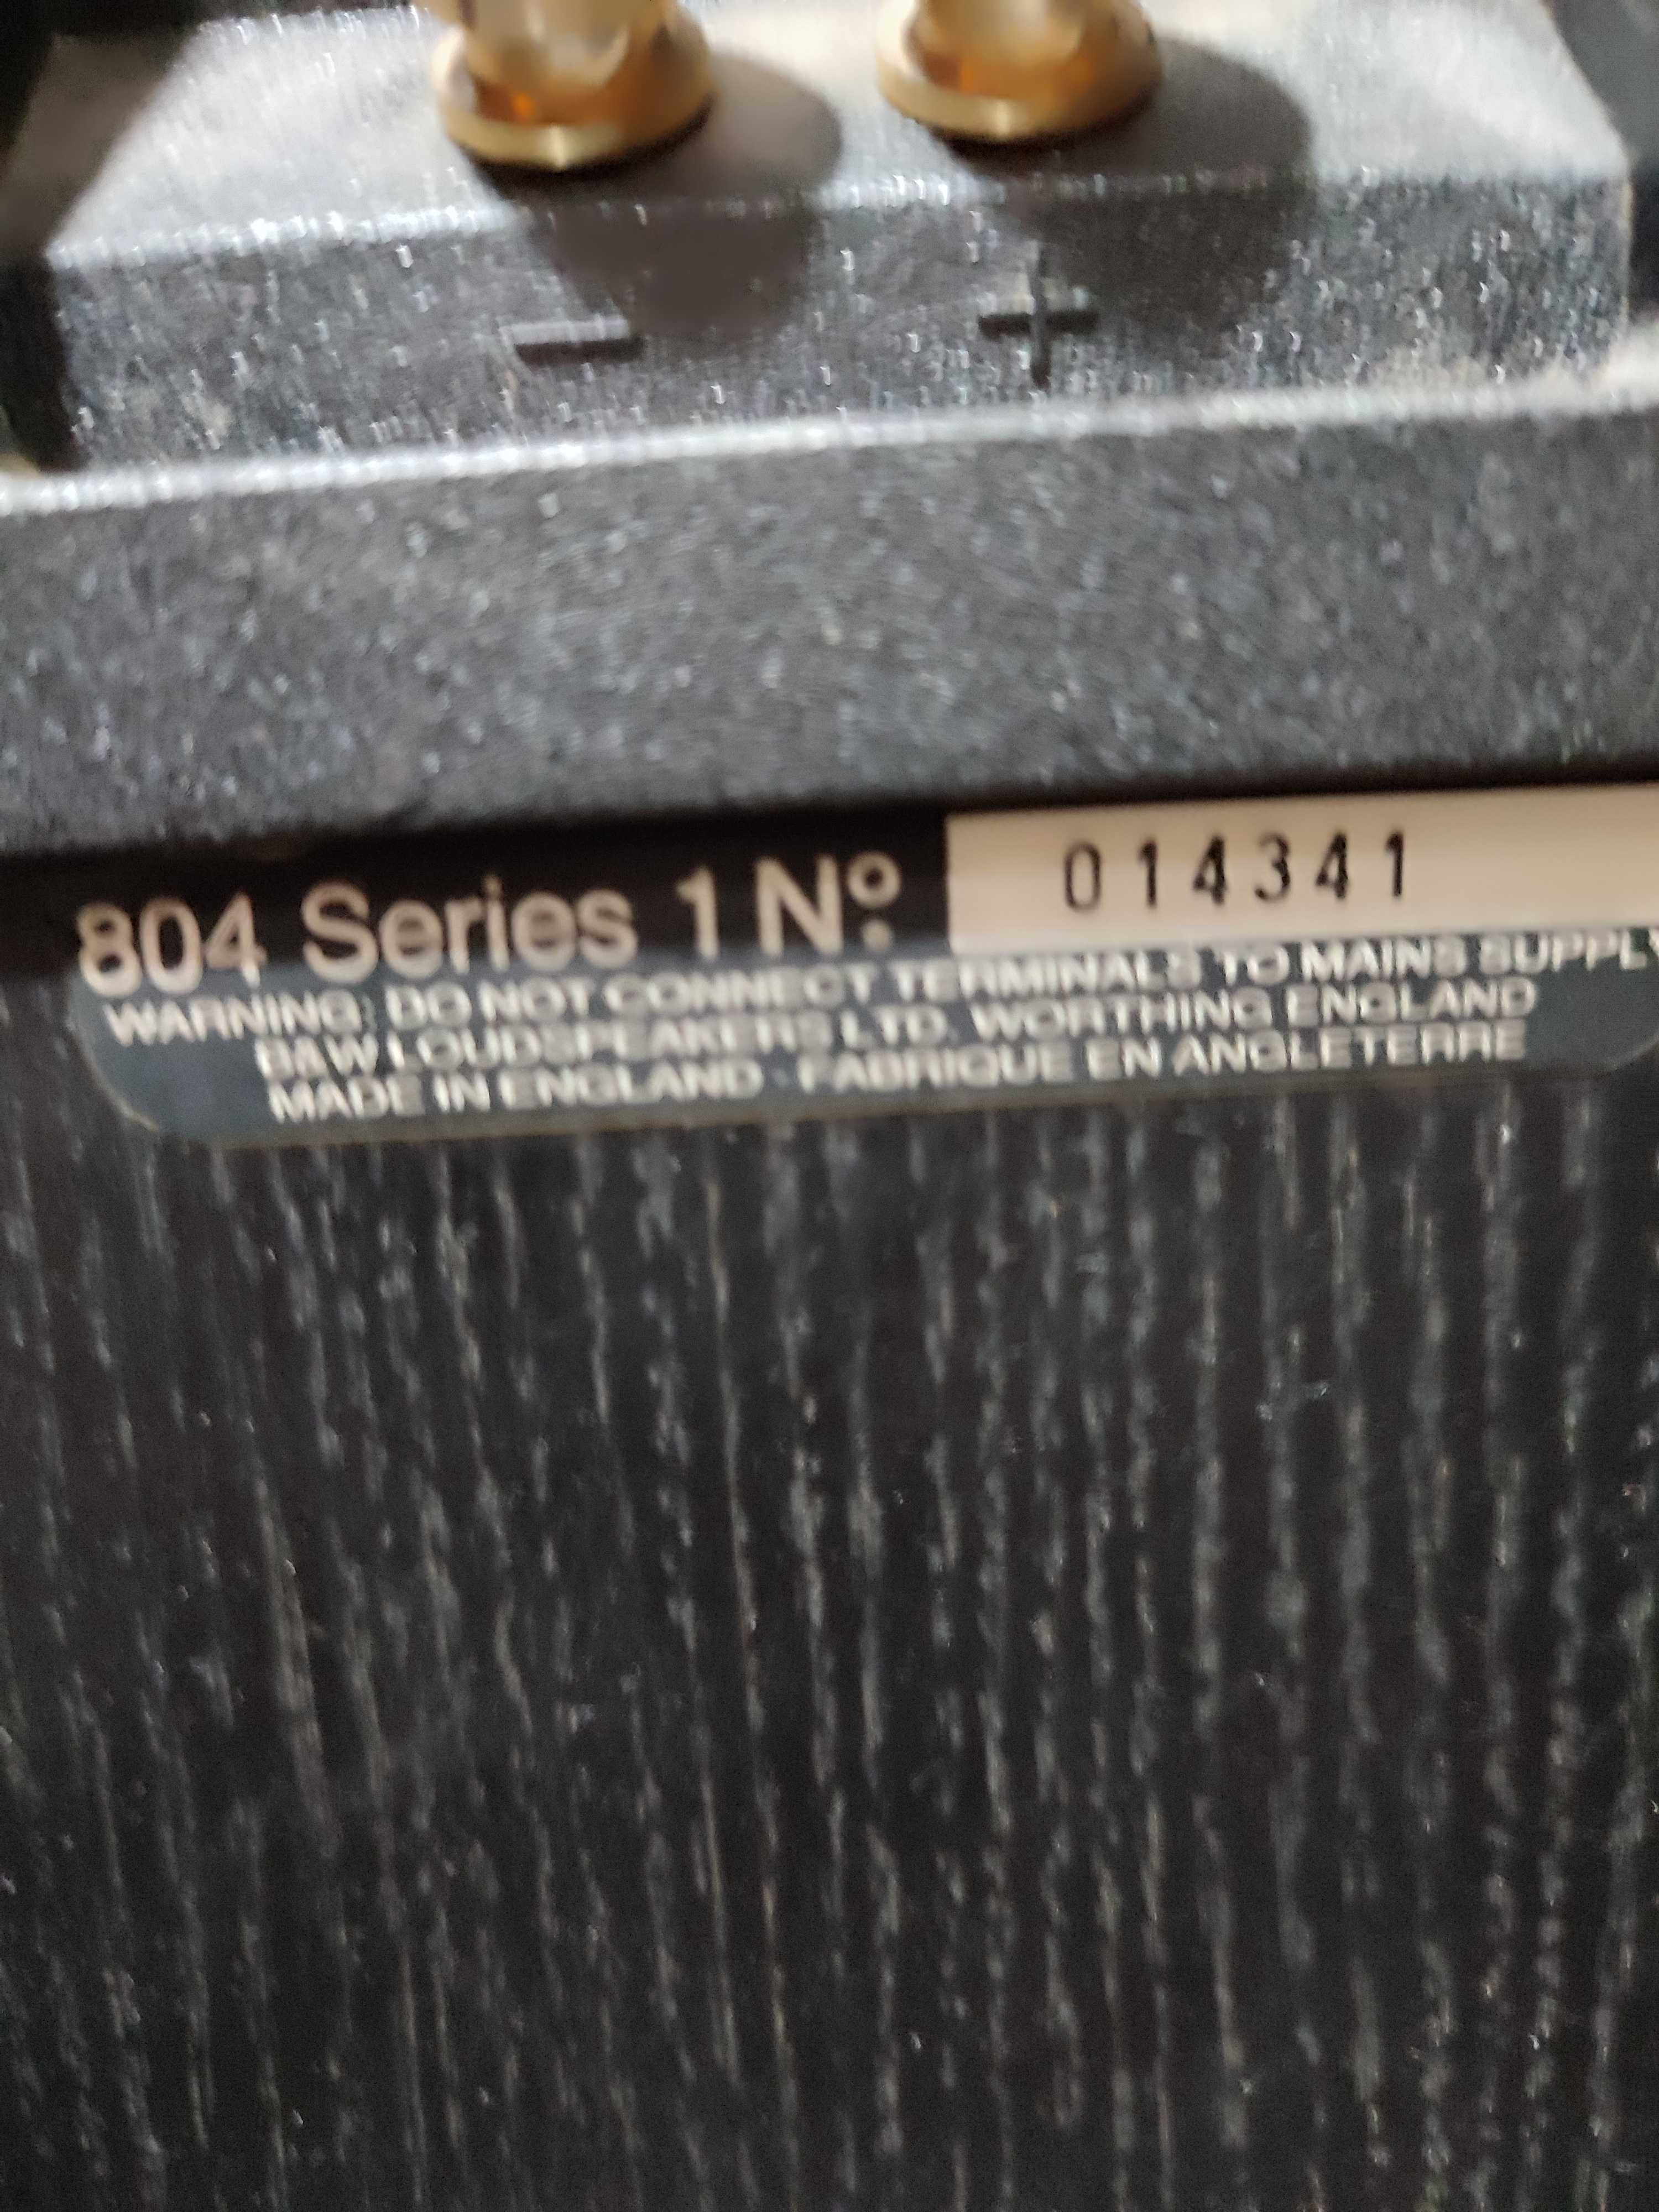 - +
804 Series 1 Nº. 014341
WARNING: DO NOT CONNECT TERMINALS TO MAINS SUPPLY
B&W LOUDSPEAKERS LTD. WORTHING ENGLAND
MADE IN ENGLAND · FABRIQUE EN ANGLETERRE